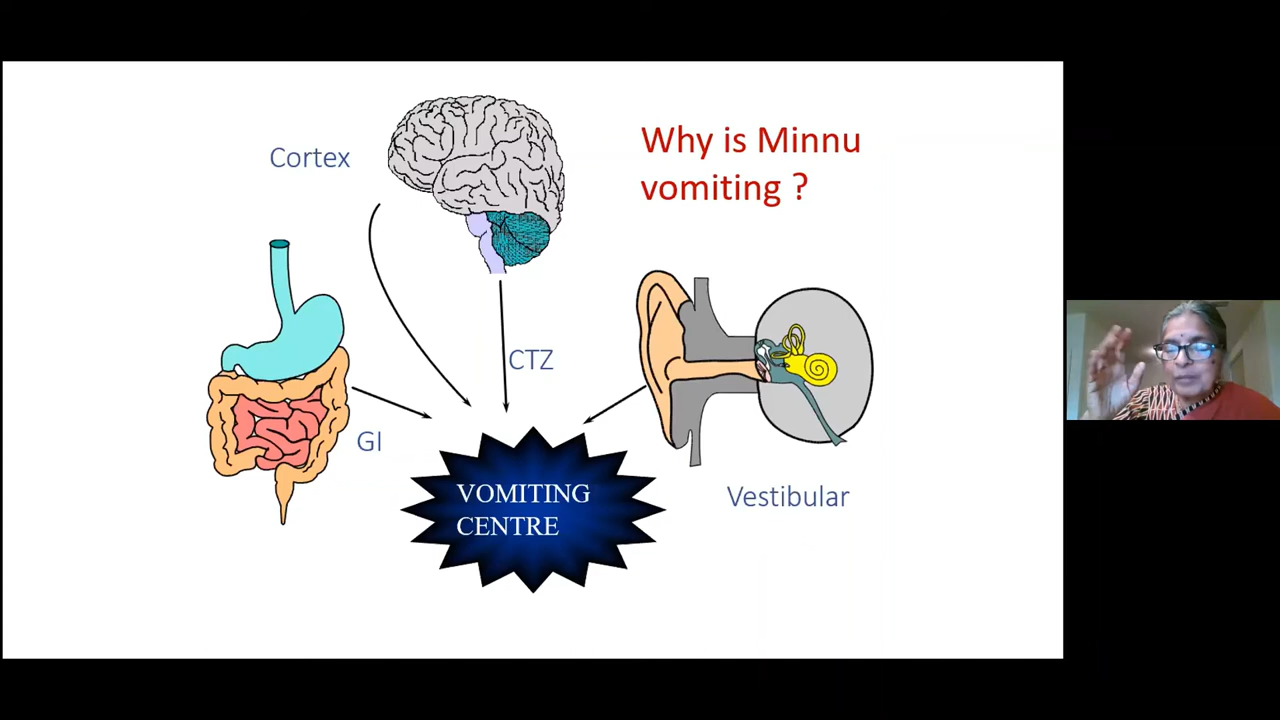 Cortex
Why is Minnu
vomiting ?
CTZ
GI
VOMITING
CENTRE
Vestibular